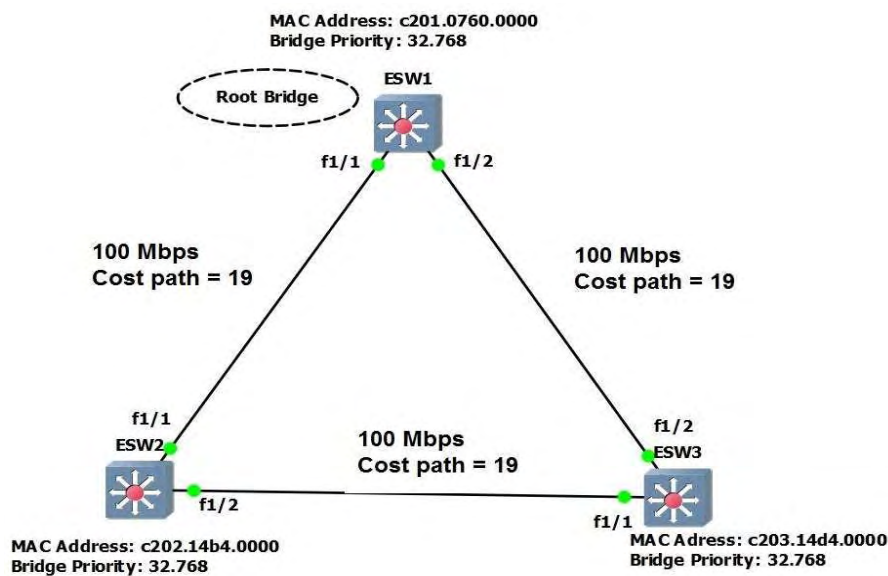 MAC Address: c201.0760.0000
Bridge Priority: 32.768
ESW1
Root Bridge
f1/1
f1/2
100 Mbps
Cost path = 19
100 Mbps
Cost path = 19
f1/1
ESW2
f1/2
100 Mbps
Cost path = 19
f1/2
ESW3
f1/1
MAC Adress: c202.14b4.0000
Bridge Priority: 32.768
MAC Adress: c203.14d4.0000
Bridge Priority: 32.768